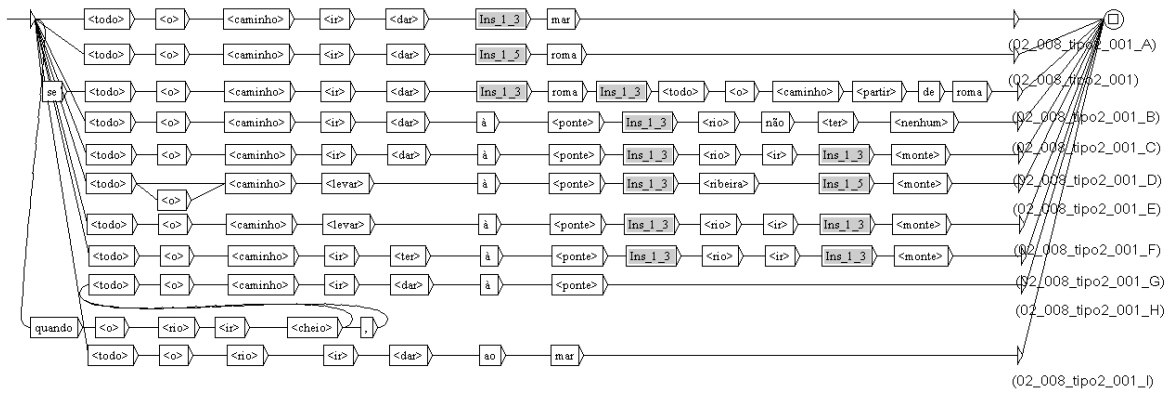 <todo> <o> <caminho> <ir> <dar> Ins_1_3 mar
(02_008_tipo2_001_A)
<todo> <o> <caminho> <ir> <dar> Ins_1_5 roma
(02_008_tipo2_001)
se <todo> <o> <caminho> <ir> <dar> Ins_1_3 roma Ins_1_3 <todo> <o> <caminho> <partir> de roma
(02_008_tipo2_001_B)
<todo> <o> <caminho> <ir> <dar> à <ponte> Ins_1_3 <rio> não <ter> <nenhum>
(02_008_tipo2_001_C)
<todo> <o> <caminho> <ir> <dar> à <ponte> Ins_1_3 <rio> <ir> Ins_1_3 <monte>
(02_008_tipo2_001_D)
<todo> <o> <caminho> <levar> à <ponte> Ins_1_3 <ribeira> Ins_1_5 <monte>
(02_008_tipo2_001_E)
<todo> <o> <caminho> <levar> à <ponte> Ins_1_3 <rio> <ir> Ins_1_3 <monte>
(02_008_tipo2_001_F)
<todo> <o> <caminho> <ir> <ter> à <ponte> Ins_1_3 <rio> <ir> Ins_1_3 <monte>
(02_008_tipo2_001_G)
<todo> <o> <caminho> <ir> <dar> à <ponte>
(02_008_tipo2_001_H)
quando <o> <rio> <ir> <cheio> ,
<todo> <o> <rio> <ir> <dar> ao mar
(02_008_tipo2_001_I)